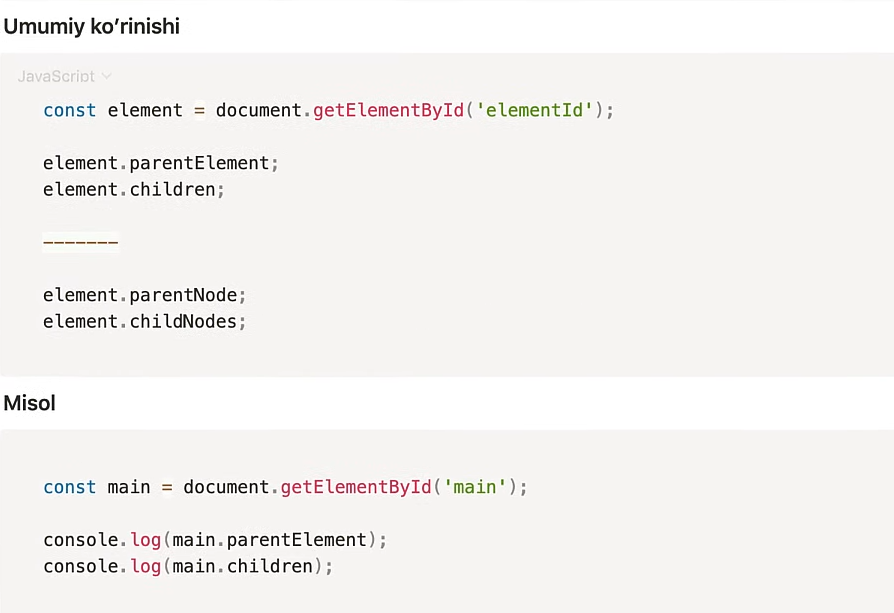 Umumiy ko‘rinishi
JavaScript
const element = document.getElementById('elementId');
element.parentElement;
element.children;
-------
element.parentNode;
element.childNodes;
Misol
const main = document.getElementById('main');
console.log(main.parentElement);
console.log(main.children);